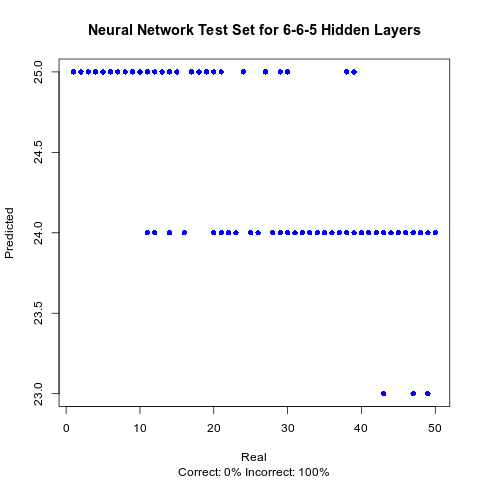 Neural Network Test Set for 6-6-5 Hidden Layers
Predicted
25.0
24.5
24.0
23.5
23.0
0 10 20 30 40 50
Real
Correct: 0% Incorrect: 100%